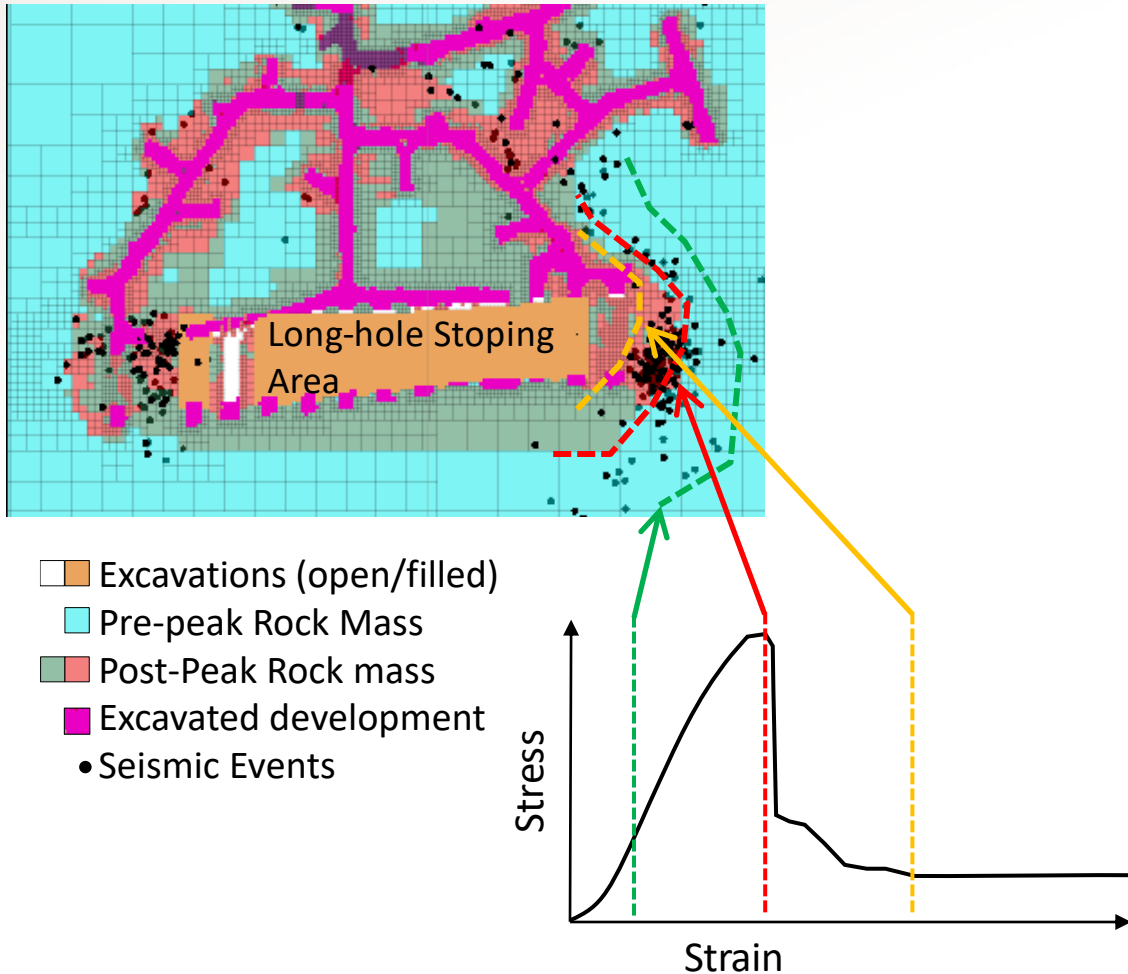 Long-hole Stoping
Area
Excavations (open/filled)
Pre-peak Rock Mass
Post-Peak Rock mass
Excavated development
Seismic Events
Stress
Strain